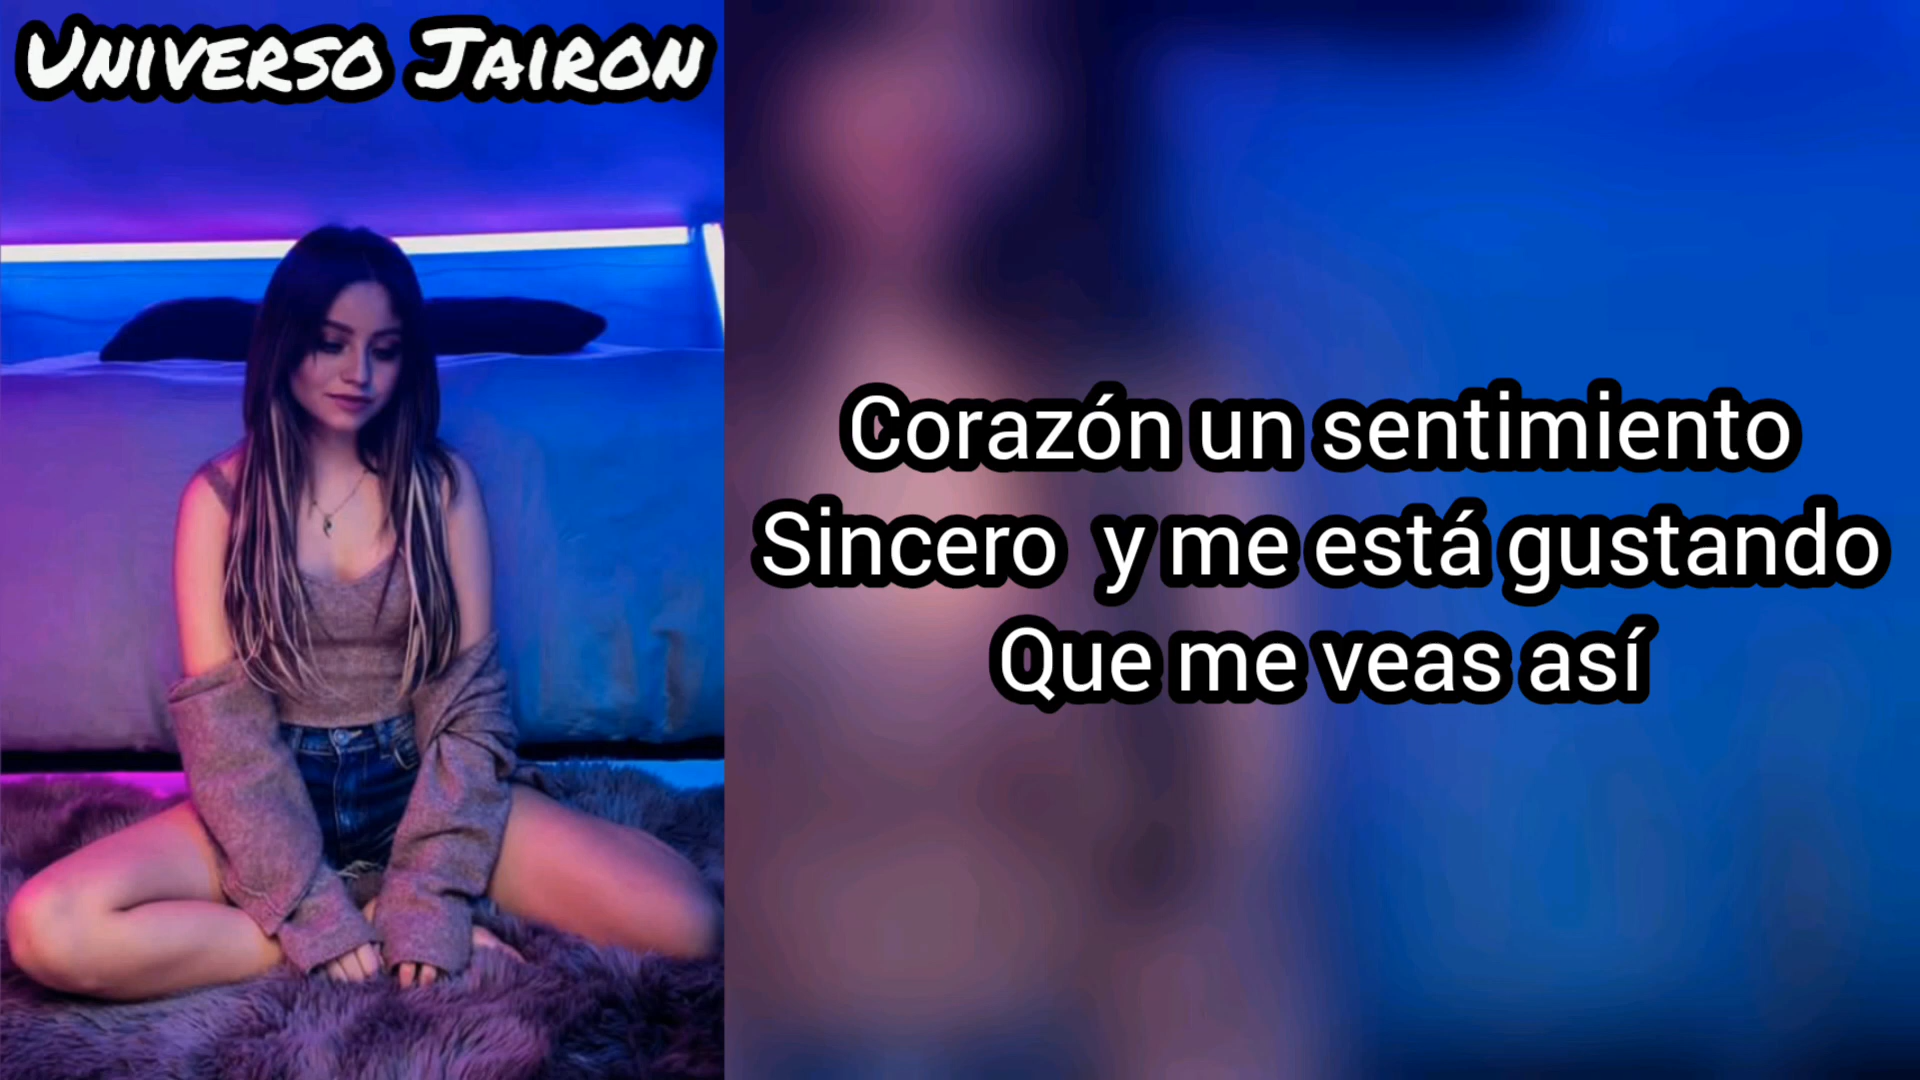 UNIVERSO JAIRON
Corazón un sentimiento
Sincero y me está gustando
Que me veas así